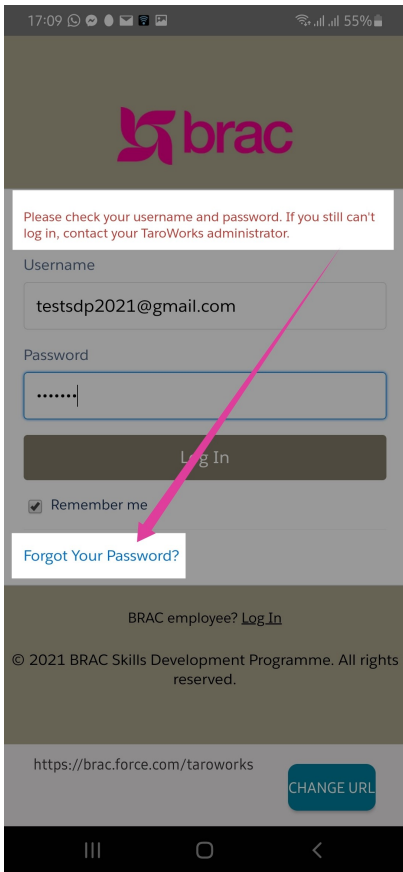 17:09 55%
brac
Please check your username and password. If you still can't
log in, contact your TaroWorks administrator.
Username
testsdp2021@gmail.com
Password
•••••••
Log In
Remember me
Forgot Your Password?
BRAC employee? Log In
© 2021 BRAC Skills Development Programme. All rights
reserved.
https://brac.force.com/taroworks
CHANGE URL